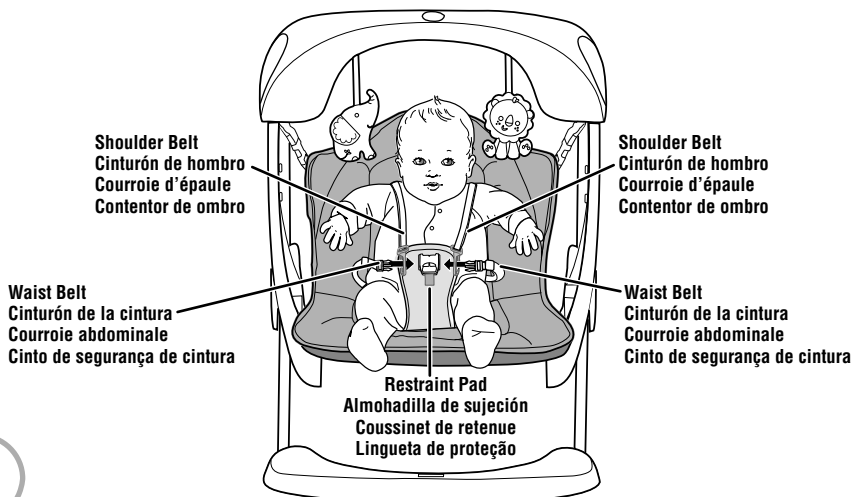 Shoulder Belt
Cinturón de hombro
Courroie d'épaule
Contentor de ombro
Shoulder Belt
Cinturón de hombro
Courroie d'épaule
Contentor de ombro
Waist Belt
Cinturón de la cintura
Courroie abdominale
Cinto de segurança de cintura
Waist Belt
Cinturón de la cintura
Courroie abdominale
Cinto de segurança de cintura
Restraint Pad
Almohadilla de sujeción
Coussinet de retenue
Lingueta de proteção